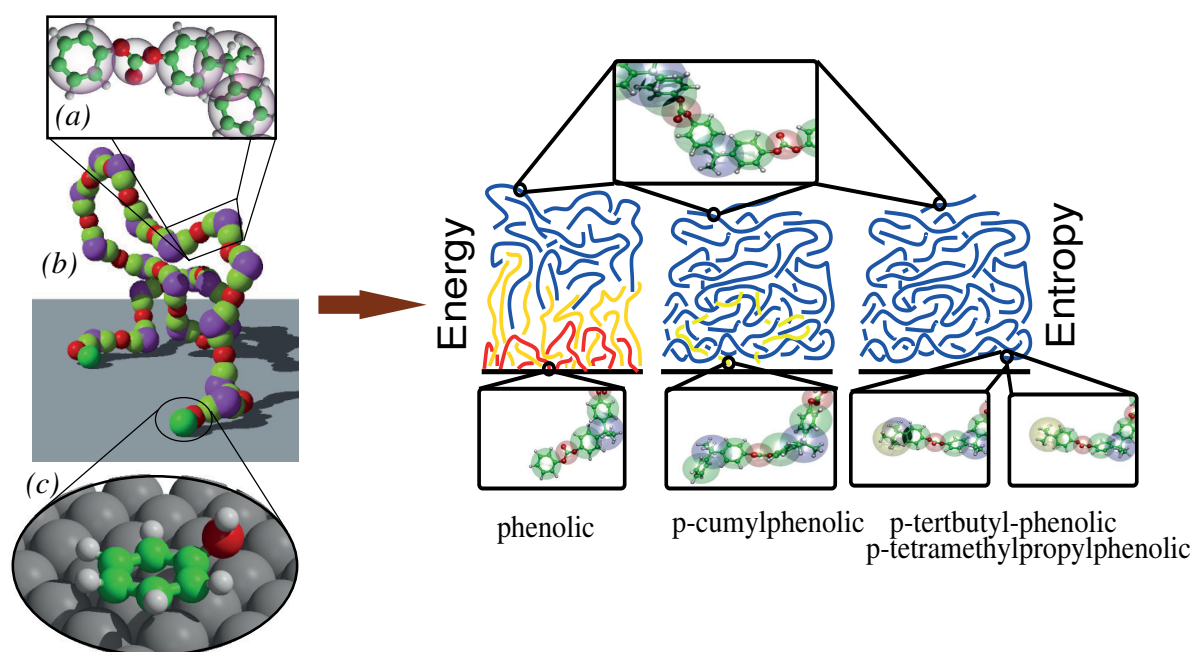 (a)
(b)
(c)
Energy
Entropy
phenolic
p-cumylphenolic
p-tertbutyl-phenolic
p-tetramethylpropylphenolic